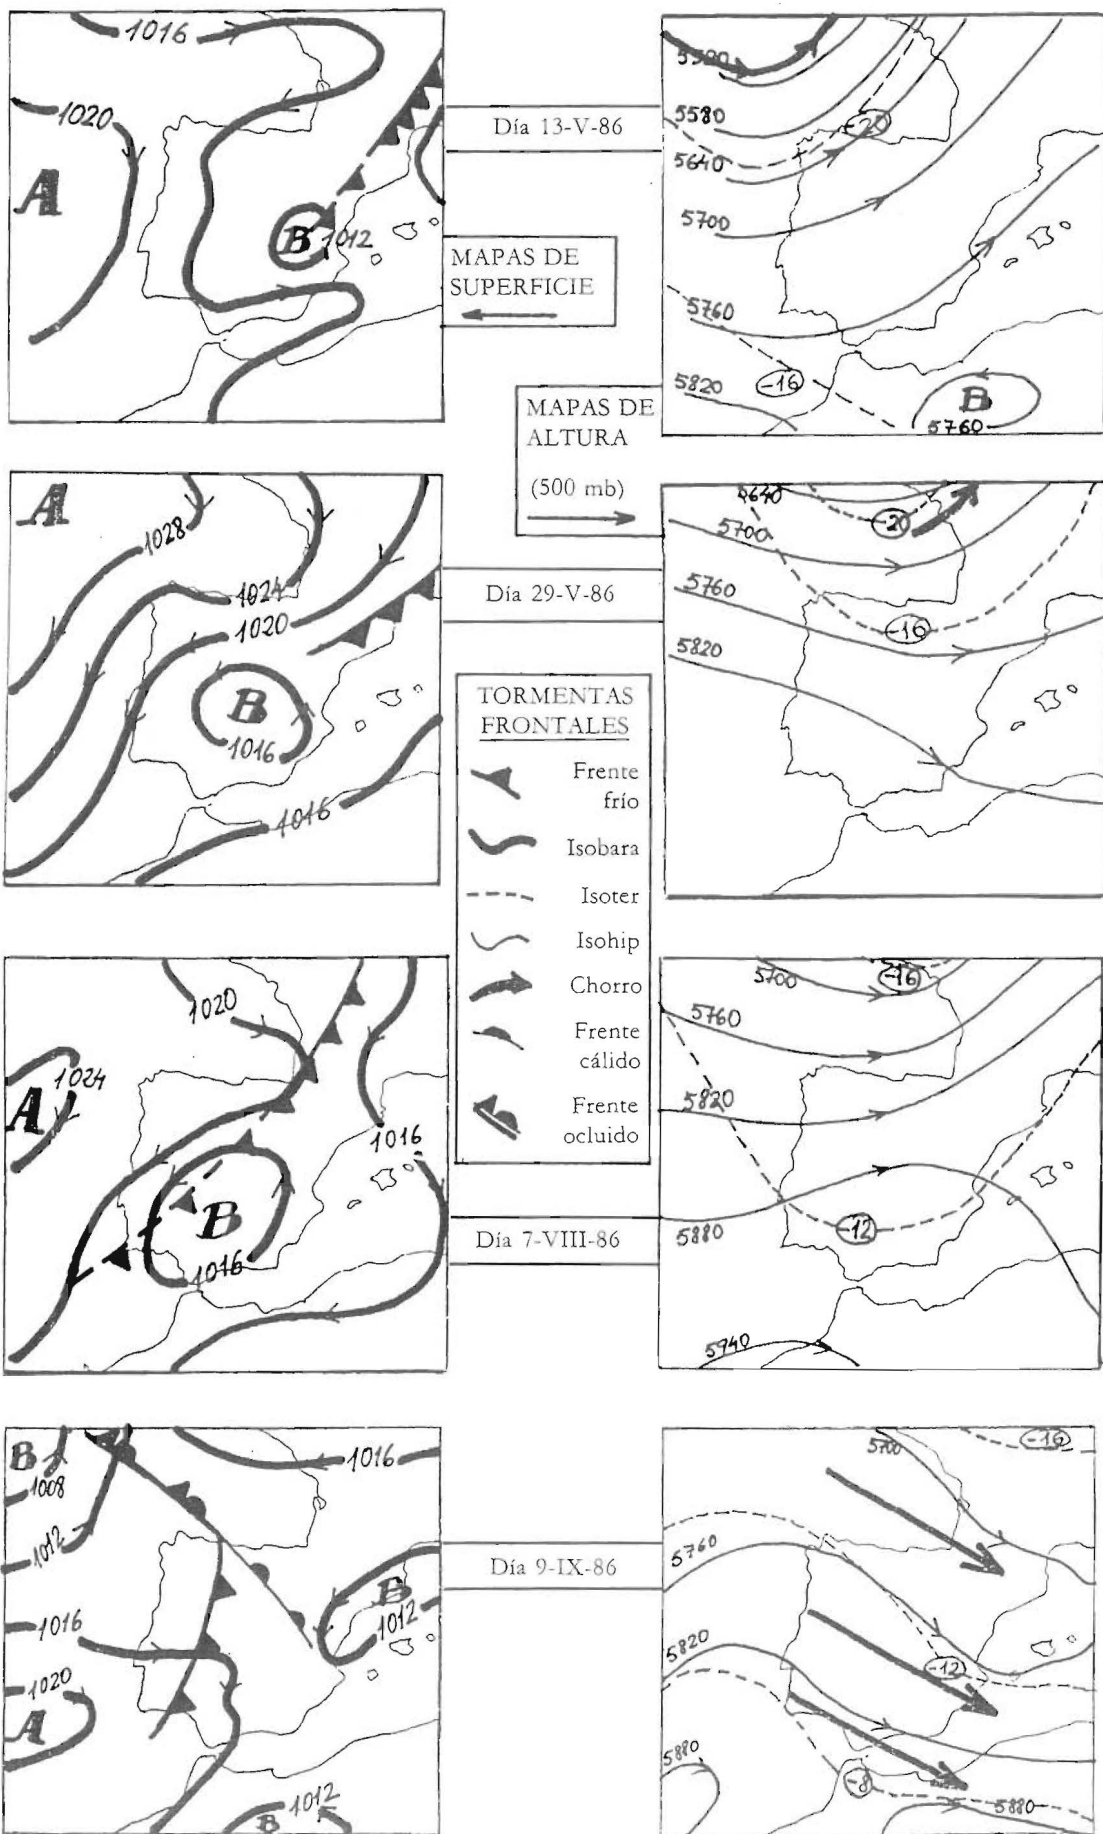 1016
1020
A
B
1012
Día 13-V-86
MAPAS DE
SUPERFICIE
5520
5580
5640
-20
5700
5760
5820
-16
B
5760
MAPAS DE
ALTURA
(500 mb)
A
1028
1024
1020
B
1016
1016
Día 29-V-86
5640
5700
-20
5760
-16
5820
TORMENTAS
FRONTALES
Frente
frío
Isobara
Isoter
Isohip
Chorro
Frente
cálido
Frente
ocluido
1020
1024
A
1016
B
1016
Día 7-VIII-86
5700
-16
5760
5820
5880
-12
5940
B
1008
1016
1012
1016
B
1012
1020
A
1012
B
Día 9-IX-86
5700
-16
5760
5820
-12
5880
-8
5880